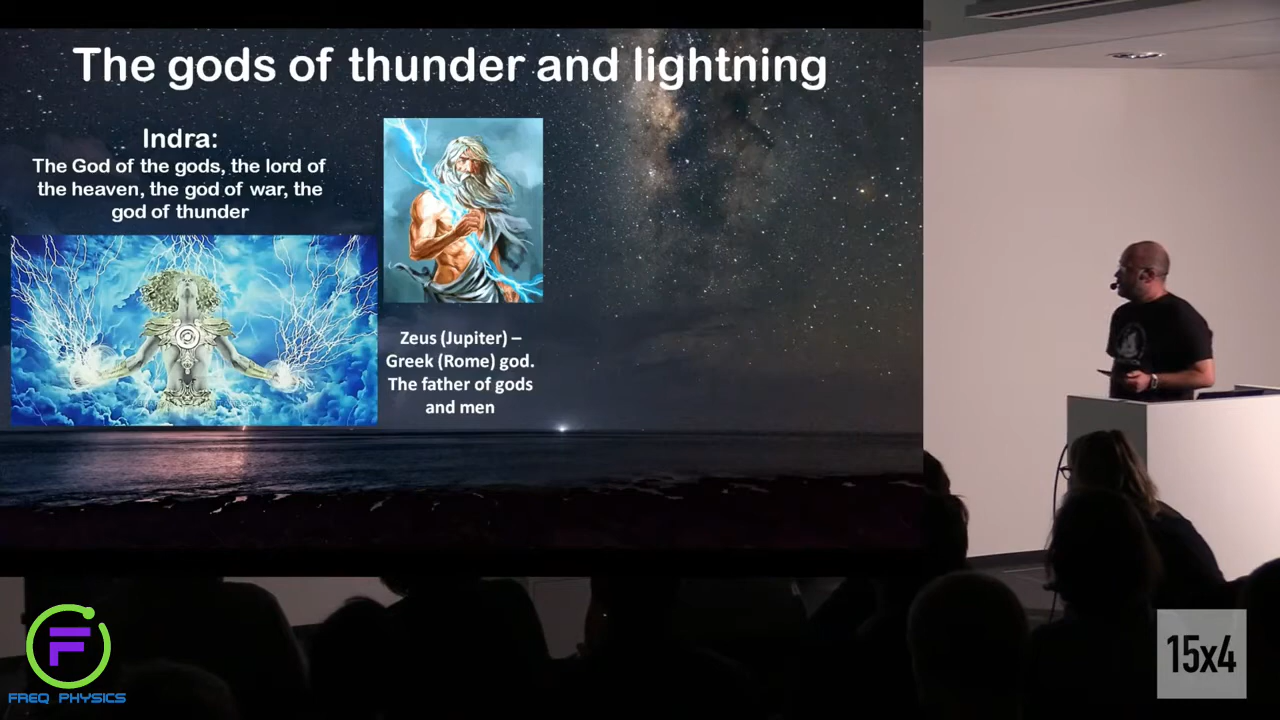 The gods of thunder and lightning
Indra:
The God of the gods, the lord of
the heaven, the god of war, the
god of thunder
Zeus (Jupiter) –
Greek (Rome) god.
The father of gods
and men
F
FREQ PHYSICS
15x4